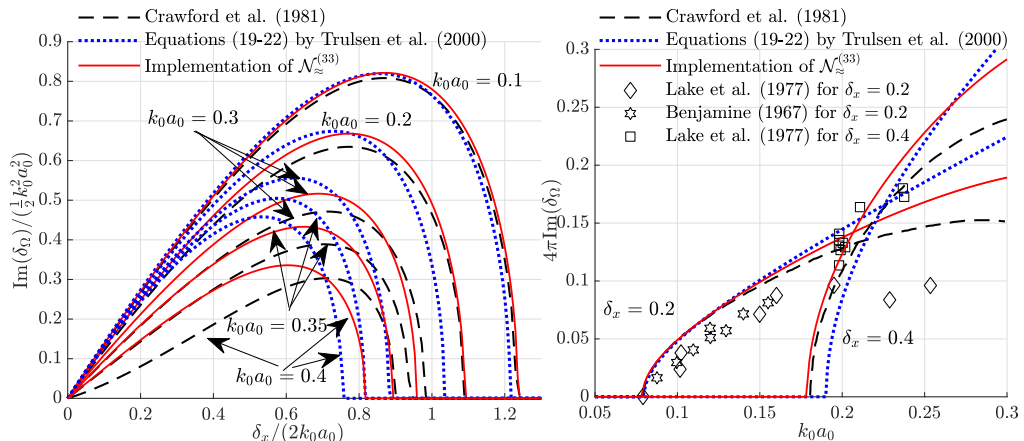 Crawford et al. (1981)
Equations (19-22) by Trulsen et al. (2000)
Implementation of 𝒩≈^(33)
0.9
0.8
0.7
0.6
0.5
0.4
0.3
0.2
0.1
0
Im(δ_Ω)/(½k₀²a₀²)
k₀a₀ = 0.1
k₀a₀ = 0.2
k₀a₀ = 0.3
k₀a₀ = 0.35
k₀a₀ = 0.4
0 0.2 0.4 0.6 0.8 1 1.2
δₓ/(2k₀a₀)
Crawford et al. (1981)
Equations (19-22) by Trulsen et al. (2000)
Implementation of 𝒩≈^(33)
Lake et al. (1977) for δₓ = 0.2
Benjamine (1967) for δₓ = 0.2
Lake et al. (1977) for δₓ = 0.4
0.3
0.25
0.2
0.15
0.1
0.05
0
4πIm(δ_Ω)
δₓ = 0.2
δₓ = 0.4
0.05 0.1 0.15 0.2 0.25 0.3
k₀a₀